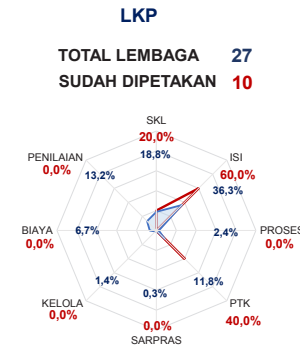 LKP
TOTAL LEMBAGA 27
SUDAH DIPETAKAN 10
SKL
20,0%
18,8%
PENILAIAN
0,0%
13,2%
ISI
60,0%
36,3%
BIAYA
0,0%
6,7%
2,4%
PROSES
0,0%
1,4%
KELOLA
0,0%
0,3%
0,0%
SARPRAS
11,8%
PTK
40,0%